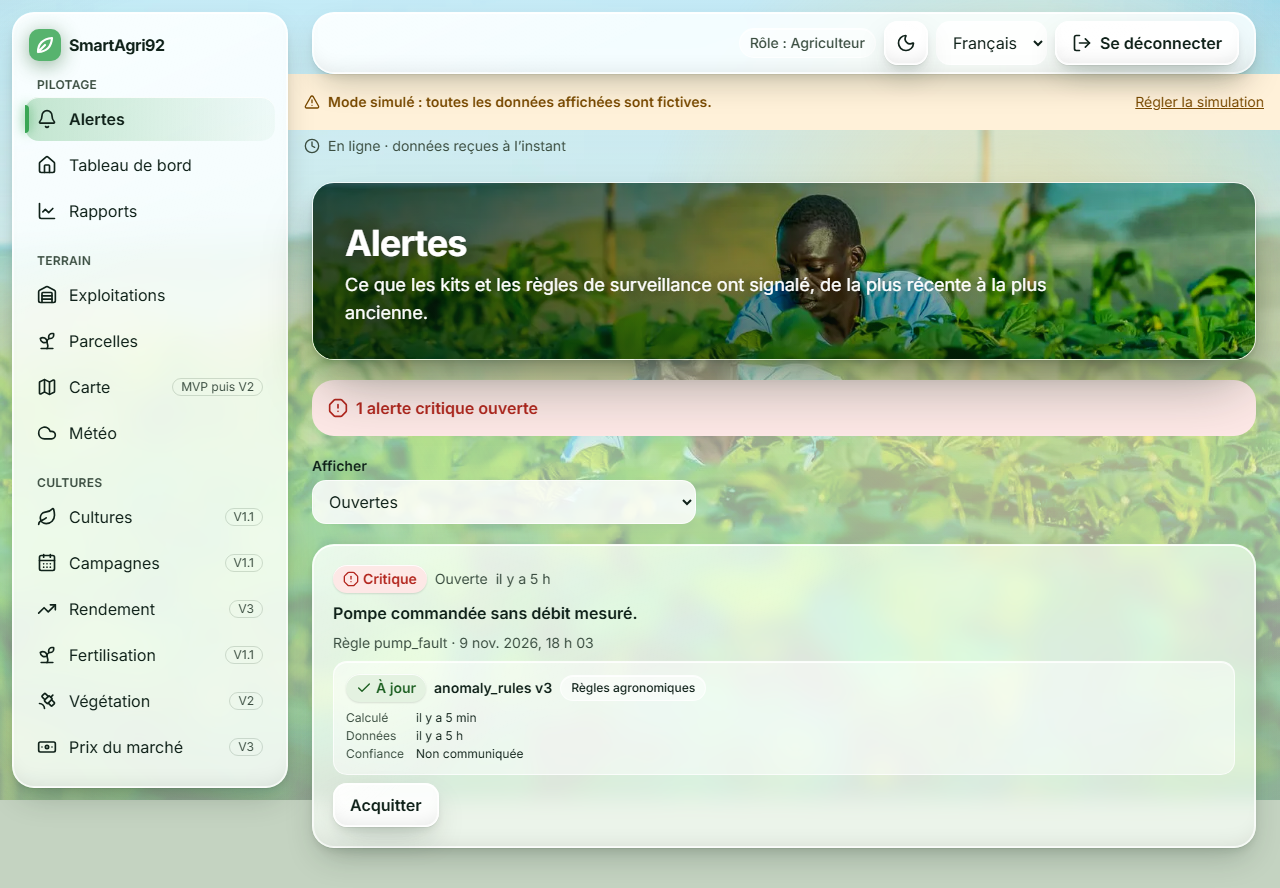 SmartAgri92
PILOTAGE
Alertes
Tableau de bord
Rapports
TERRAIN
Exploitations
Parcelles
Carte MVP puis V2
Météo
CULTURES
Cultures V1.1
Campagnes V1.1
Rendement V3
Fertilisation V1.1
Végétation V2
Prix du marché V3
Rôle : Agriculteur Français Se déconnecter
Mode simulé : toutes les données affichées sont fictives. Régler la simulation
En ligne · données reçues à l’instant
Alertes
Ce que les kits et les règles de surveillance ont signalé, de la plus récente à la plus
ancienne.
1 alerte critique ouverte
Afficher
Ouvertes
Critique Ouverte il y a 5 h
Pompe commandée sans débit mesuré.
Règle pump_fault · 9 nov. 2026, 18 h 03
À jour anomaly_rules v3 Règles agronomiques
Calculé il y a 5 min
Données il y a 5 h
Confiance Non communiquée
Acquitter